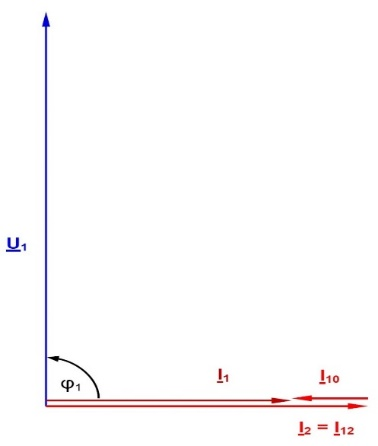 U₁
φ₁
I₁
I₁₀
I₂ = I₁₂